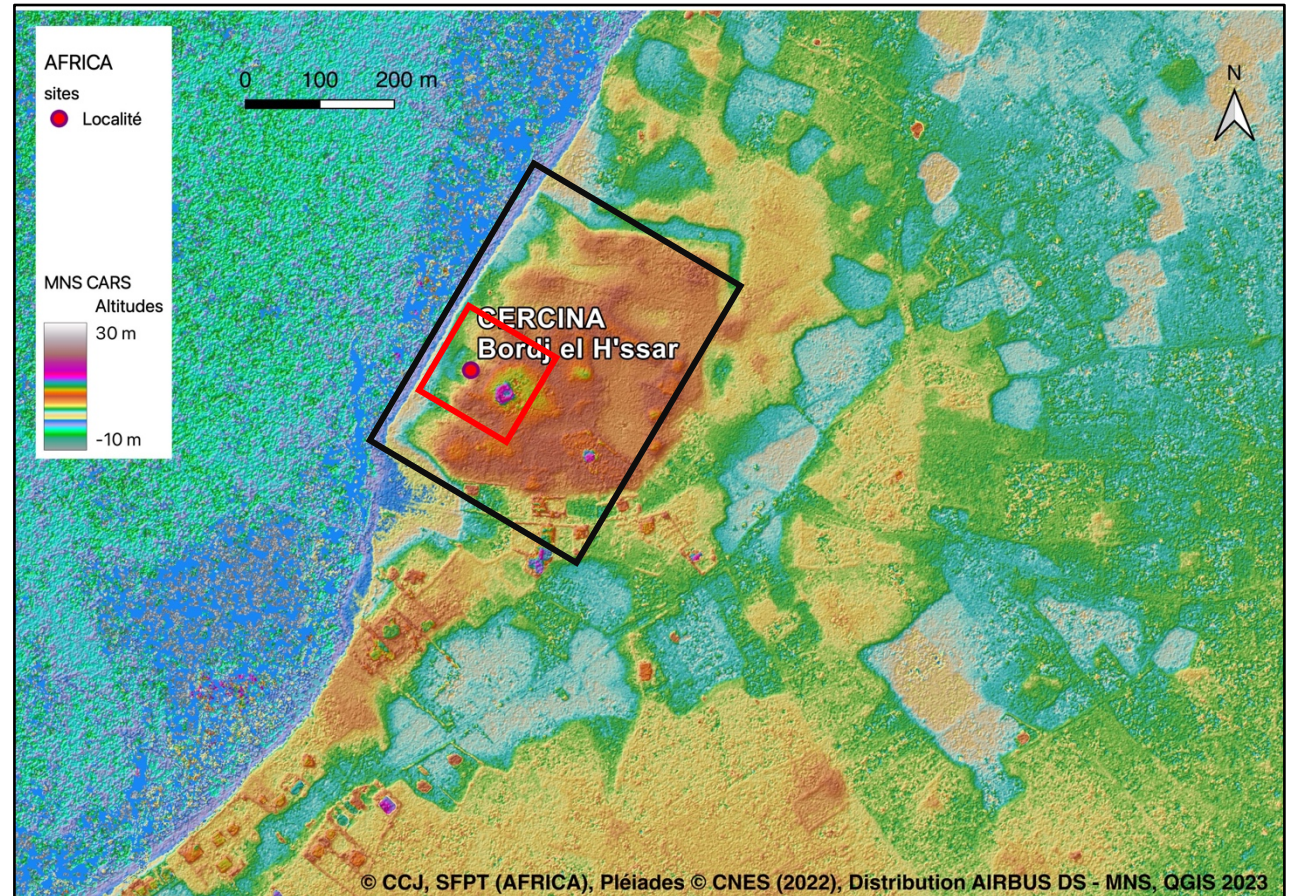 AFRICA
sites
Localité
MNS CARS
Altitudes
30 m
-10 m
0 100 200 m
N
CERCINA
Bordj el H'ssar
© CCJ, SFPT (AFRICA), Pléiades © CNES (2022), Distribution AIRBUS DS - MNS, QGIS 2023